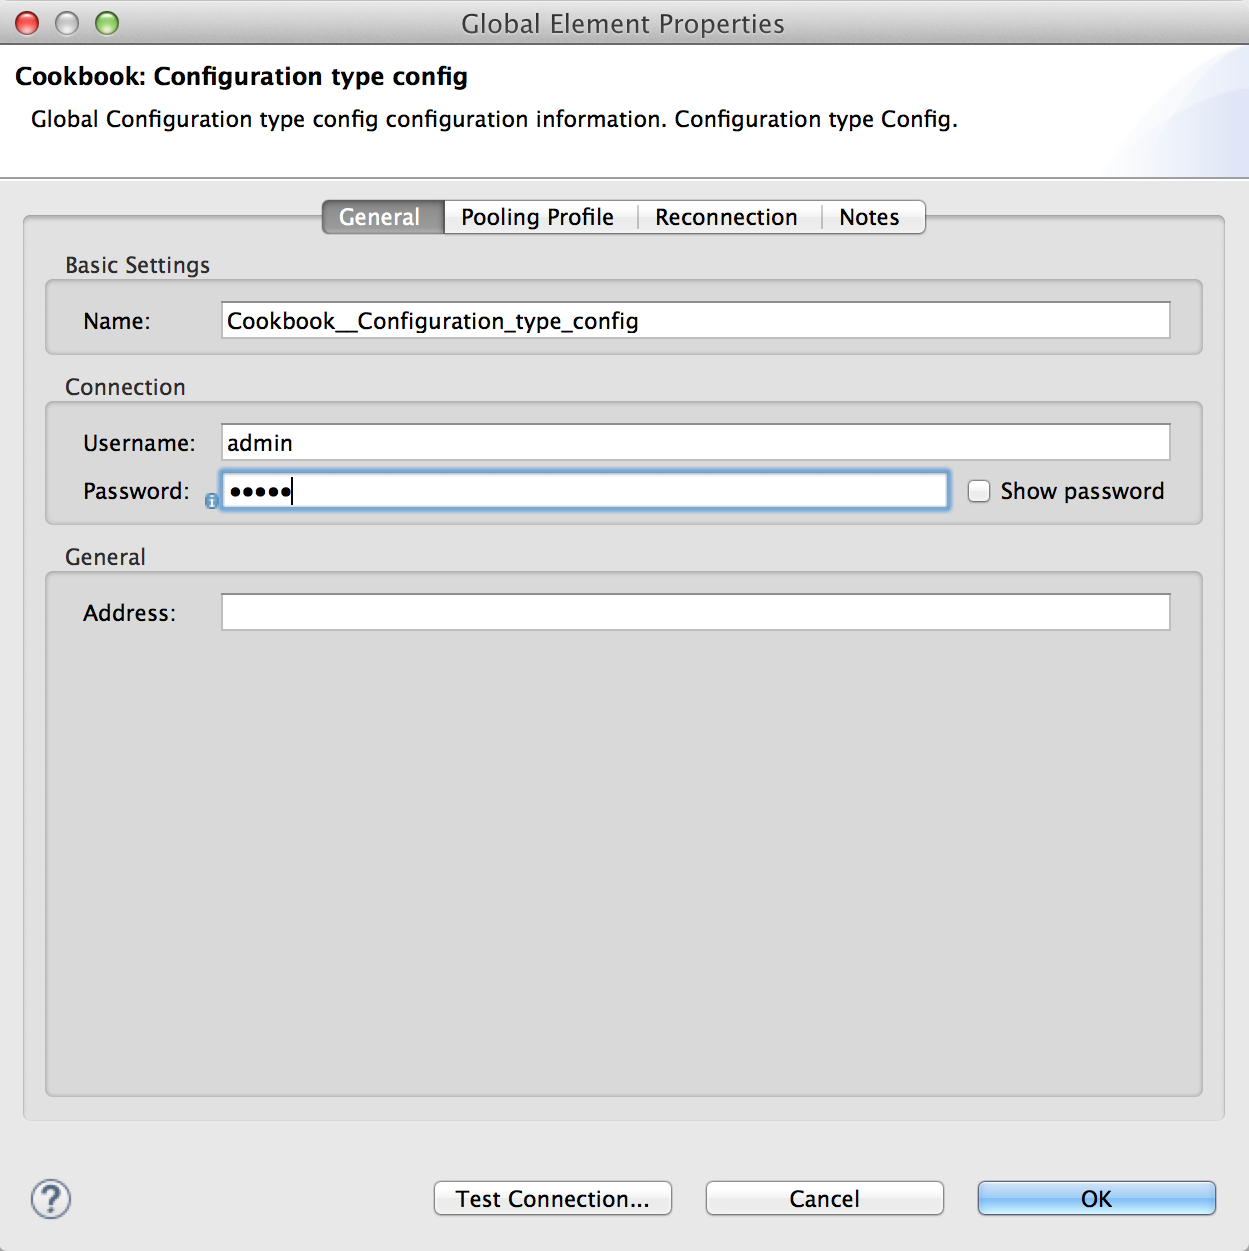 Global Element Properties
Cookbook: Configuration type config
Global Configuration type config configuration information. Configuration type Config.
General Pooling Profile Reconnection Notes
Basic Settings
Name: Cookbook__Configuration_type_config
Connection
Username: admin
Password: ••••• Show password
General
Address:
? Test Connection... Cancel OK